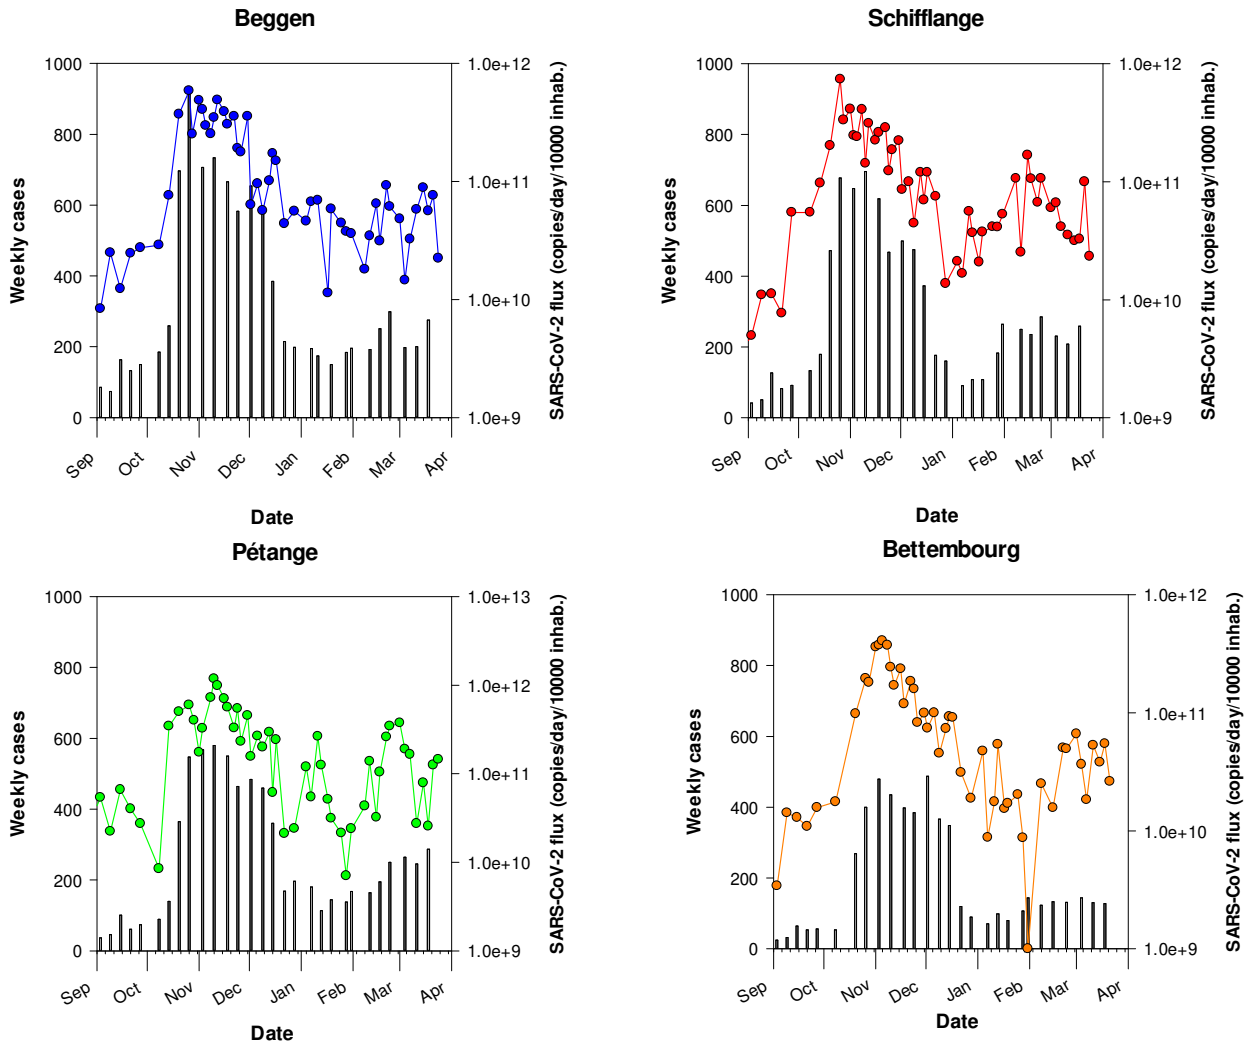 Beggen
Weekly cases
1000
800
600
400
200
0
1.0e+12
1.0e+11
1.0e+10
1.0e+9
SARS-CoV-2 flux (copies/day/10000 inhab.)
Sep Oct Nov Dec Jan Feb Mar Apr
Date
Schifflange
Weekly cases
1000
800
600
400
200
0
1.0e+12
1.0e+11
1.0e+10
1.0e+9
SARS-CoV-2 flux (copies/day/10000 inhab.)
Sep Oct Nov Dec Jan Feb Mar Apr
Date
Pétange
Weekly cases
1000
800
600
400
200
0
1.0e+13
1.0e+12
1.0e+11
1.0e+10
1.0e+9
SARS-CoV-2 flux (copies/day/10000 inhab.)
Sep Oct Nov Dec Jan Feb Mar Apr
Date
Bettembourg
Weekly cases
1000
800
600
400
200
0
1.0e+12
1.0e+11
1.0e+10
1.0e+9
SARS-CoV-2 flux (copies/day/10000 inhab.)
Sep Oct Nov Dec Jan Feb Mar Apr
Date